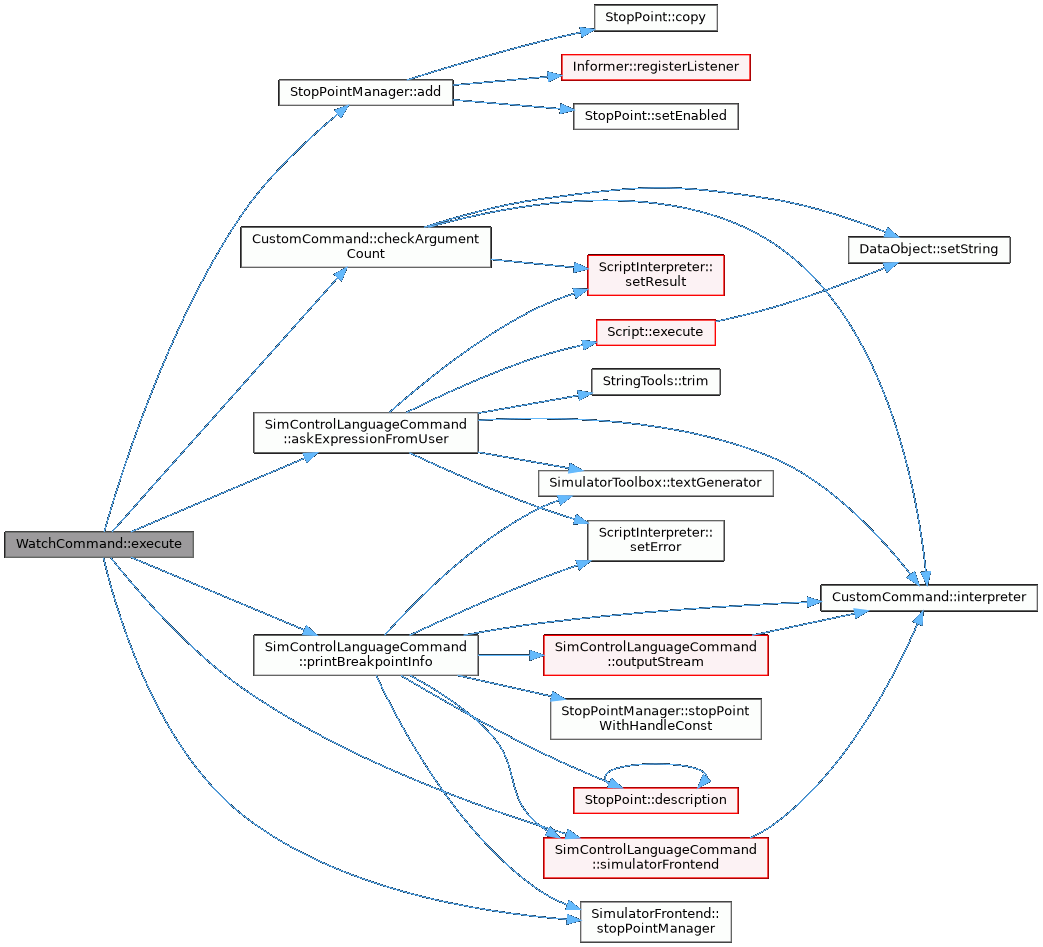 StopPoint::copy
Informer::registerListener
StopPointManager::add
StopPoint::setEnabled
CustomCommand::checkArgument
Count
DataObject::setString
ScriptInterpreter::
setResult
Script::execute
StringTools::trim
SimControlLanguageCommand
::askExpressionFromUser
SimulatorToolbox::textGenerator
WatchCommand::execute
ScriptInterpreter::
setError
CustomCommand::interpreter
SimControlLanguageCommand
::printBreakpointInfo
SimControlLanguageCommand
::outputStream
StopPointManager::stopPoint
WithHandleConst
StopPoint::description
SimControlLanguageCommand
::simulatorFrontend
SimulatorFrontend::
stopPointManager